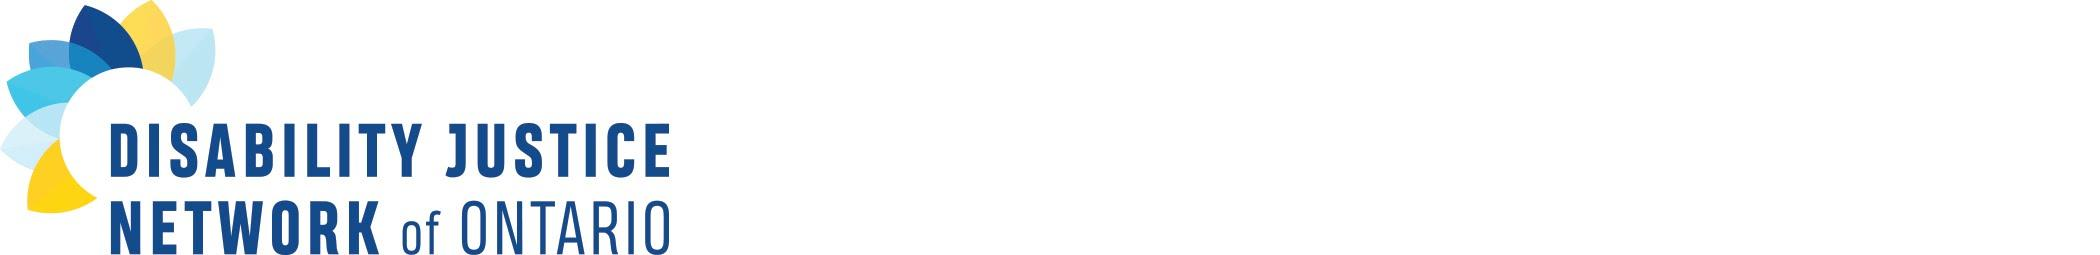 DISABILITY JUSTICE
NETWORK of ONTARIO